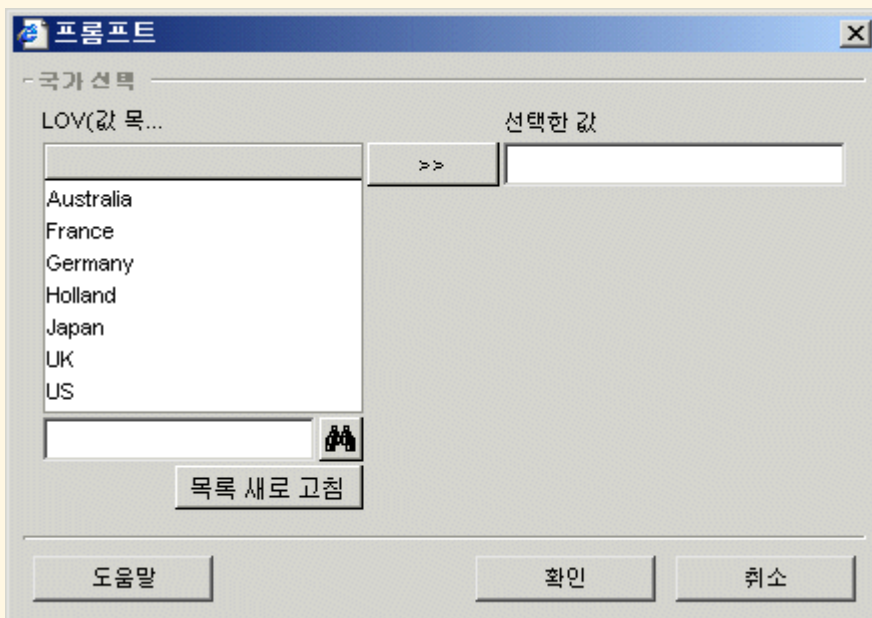 프롬프트
국가 선택
LOV(값 목...
선택한 값
>>
Australia
France
Germany
Holland
Japan
UK
US
목록 새로 고침
도움말
확인
취소